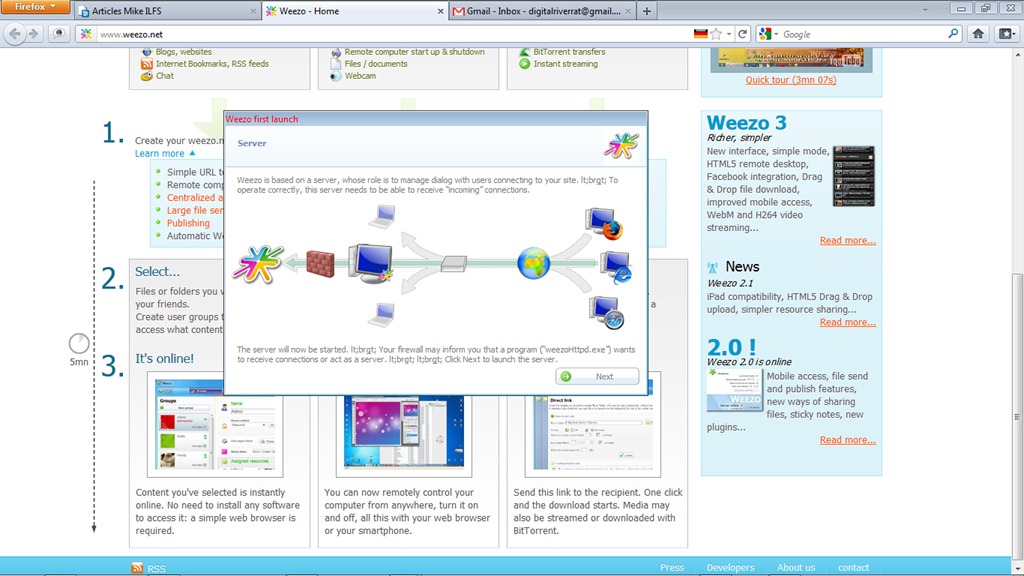 Firefox
Articles Mike ILFS
Weezo - Home
Gmail - Inbox - digitalriverrat@gmail....
www.weezo.net
Google
Blogs, websites
Internet Bookmarks, RSS feeds
Chat
Remote computer start up & shutdown
Files / documents
Webcam
BitTorrent transfers
Instant streaming
YouTube
Quick tour (3mn 07s)
1.
Create your weezo.n
Learn more
Simple URL t
Remote comp
Centralized a
Large file ser
Publishing
Automatic We
5mn
2.
Select...
Files or folders you w
your friends.
Create user groups t
access what content
a
3.
It's online!
Content you've selected is instantly
online. No need to install any software
to access it: a simple web browser is
required.
You can now remotely control your
computer from anywhere, turn it on
and off, all this with your web browser
or your smartphone.
Direct link
Send this link to the recipient. One click
and the download starts. Media may
also be streamed or downloaded with
BitTorrent.
Weezo first launch
Server
Weezo is based on a server, whose role is to manage dialog with users connecting to your site. lt;brgt; To
operate correctly, this server needs to be able to receive "incoming" connections.
The server will now be started. lt;brgt; Your firewall may inform you that a program ("weezoHttpd.exe") wants
to receive connections or act as a server. lt;brgt; lt;brgt; Click Next to launch the server.
Next
Weezo 3
Richer, simpler
New interface, simple mode,
HTML5 remote desktop,
Facebook integration, Drag
& Drop file download,
improved mobile access,
WebM and H264 video
streaming...
Read more...
News
Weezo 2.1
iPad compatibility, HTML5 Drag & Drop
upload, simpler resource sharing...
Read more...
2.0 !
Weezo 2.0 is online
WEEZO
Mobile access, file send
and publish features,
new ways of sharing
files, sticky notes, new
plugins...
Read more...
RSS
Press
Developers
About us
contact